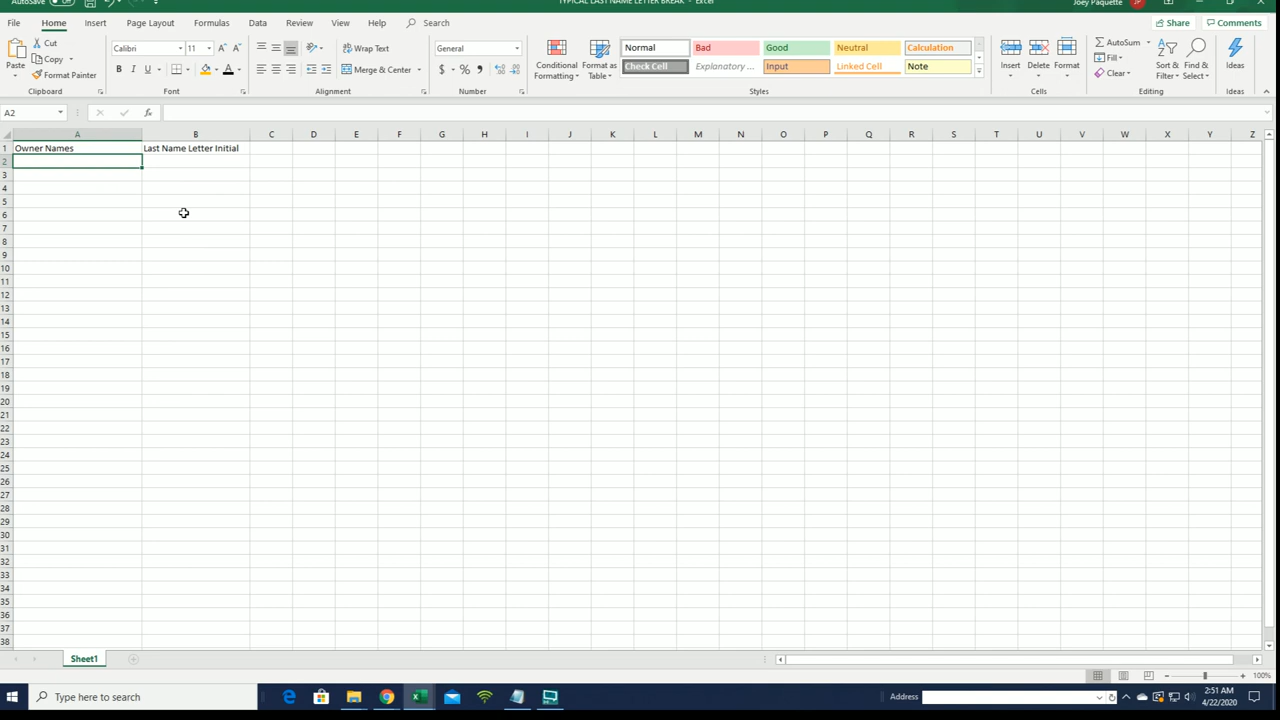 AutoSave Off TYPICAL LAST NAME LETTER BREAK - Excel Joey Paquette JP
File Home Insert Page Layout Formulas Data Review View Help Search Share Comments
Paste Cut Copy Format Painter
Calibri 11 A A B I U
Wrap Text Merge & Center
General $ % ,
Conditional Formatting Format as Table
Normal Bad Good Neutral Calculation
Check Cell Explanatory ... Input Linked Cell Note
Insert Delete Format
AutoSum Fill Clear
Sort & Filter Find & Select Ideas
Clipboard Font Alignment Number Styles Cells Editing Ideas
A2 fx
A B C D E F G H I J K L M N O P Q R S T U V W X Y Z
1 Owner Names Last Name Letter Initial
2
3
4
5
6
7
8
9
10
11
12
13
14
15
16
17
18
19
20
21
22
23
24
25
26
27
28
29
30
31
32
33
34
35
36
37
38
Sheet1
100%
Type here to search Address 2:51 AM
4/22/2020